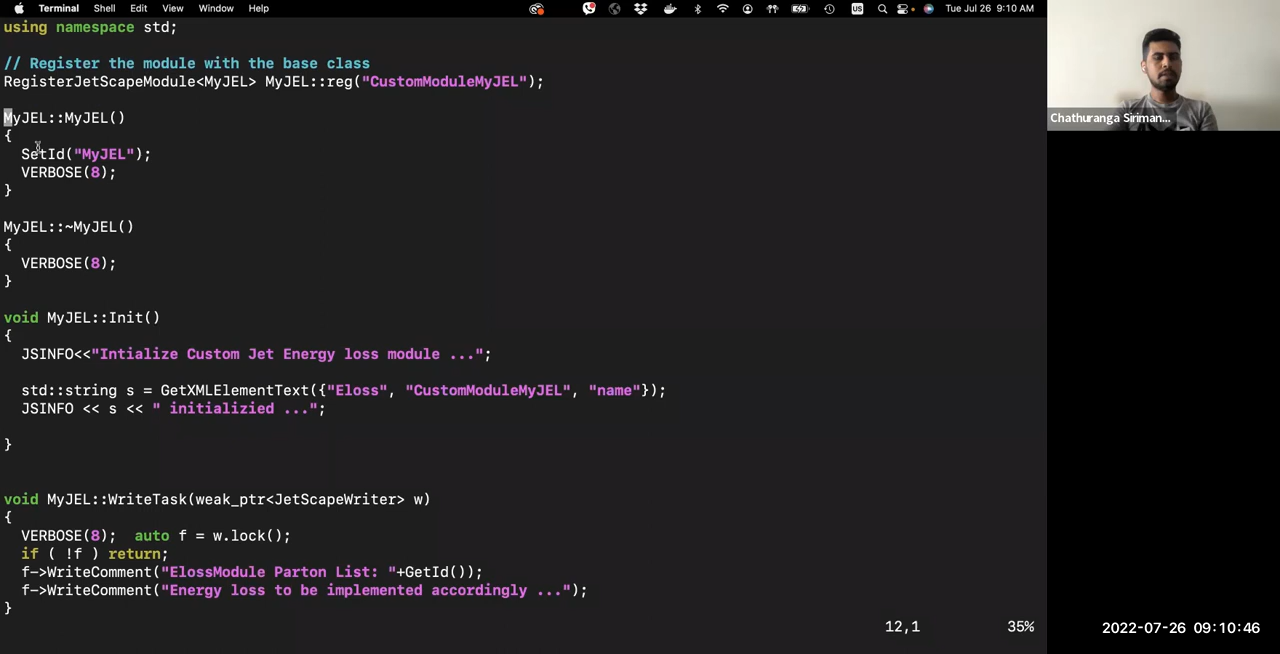 Terminal Shell Edit View Window Help
US
Tue Jul 26 9:10 AM
using namespace std;
// Register the module with the base class
RegisterJetScapeModule<MyJEL> MyJEL::reg("CustomModuleMyJEL");
MyJEL::MyJEL()
{
SetId("MyJEL");
VERBOSE(8);
}
MyJEL::~MyJEL()
{
VERBOSE(8);
}
void MyJEL::Init()
{
JSINFO<<"Intialize Custom Jet Energy loss module ...";
std::string s = GetXMLElementText({"Eloss", "CustomModuleMyJEL", "name"});
JSINFO << s << " initializied ...";
}
void MyJEL::WriteTask(weak_ptr<JetScapeWriter> w)
{
VERBOSE(8);  auto f = w.lock();
if ( !f ) return;
f->WriteComment("ElossModule Parton List: "+GetId());
f->WriteComment("Energy loss to be implemented accordingly ...");
}
12,1 35%
Chathuranga Siriman...
2022-07-26 09:10:46